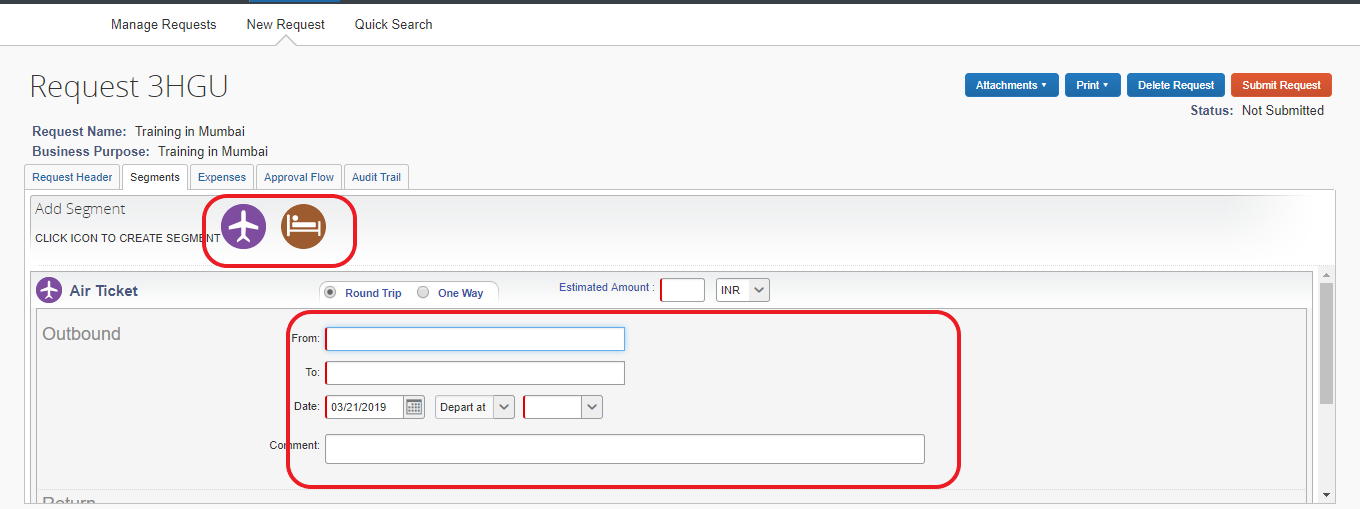 Manage Requests New Request Quick Search
Request 3HGU
Attachments Print Delete Request Submit Request
Status: Not Submitted
Request Name: Training in Mumbai
Business Purpose: Training in Mumbai
Request Header Segments Expenses Approval Flow Audit Trail
Add Segment
CLICK ICON TO CREATE SEGMENT
Air Ticket Round Trip One Way Estimated Amount : INR
Outbound From:
To:
Date: 03/21/2019 Depart at
Comment:
Return